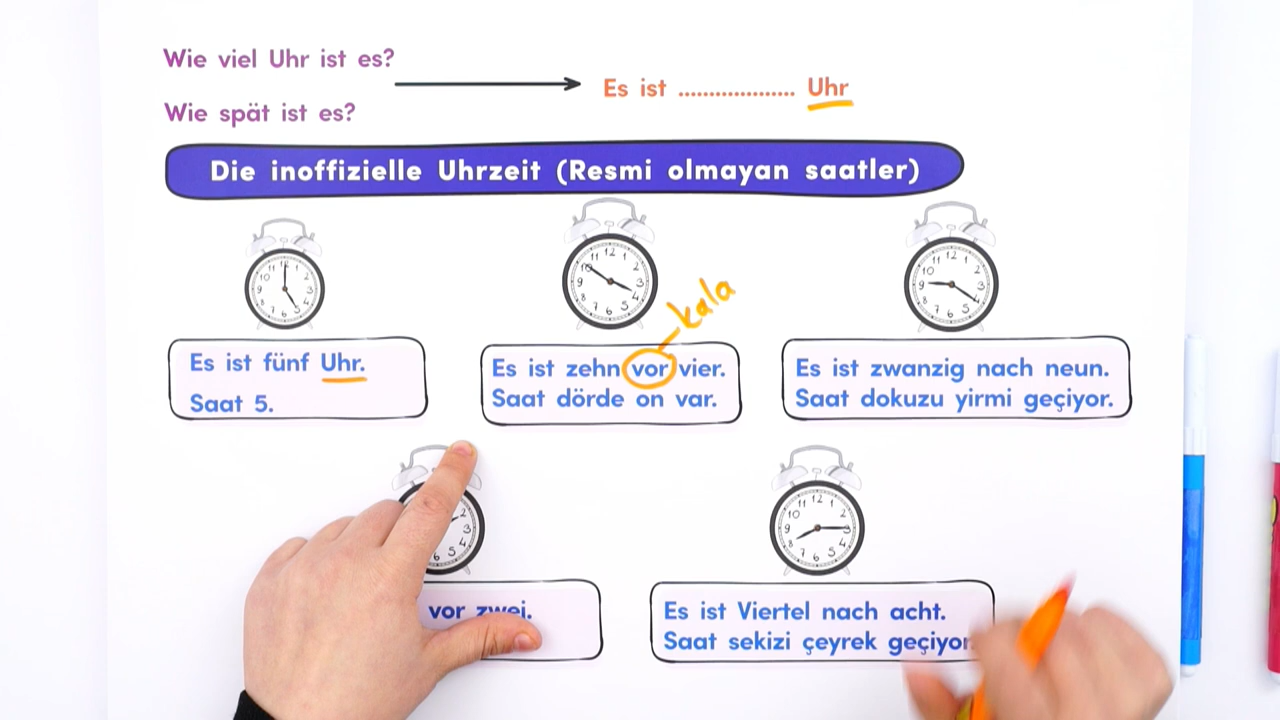 Wie viel Uhr ist es?
Es ist ................... Uhr
Wie spät ist es?
Die inoffizielle Uhrzeit (Resmi olmayan saatler)
kala
Es ist fünf Uhr.
Saat 5.
Es ist zehn vor vier.
Saat dörde on var.
Es ist zwanzig nach neun.
Saat dokuzu yirmi geçiyor.
vor zwei.
Es ist Viertel nach acht.
Saat sekizi çeyrek geçiyor